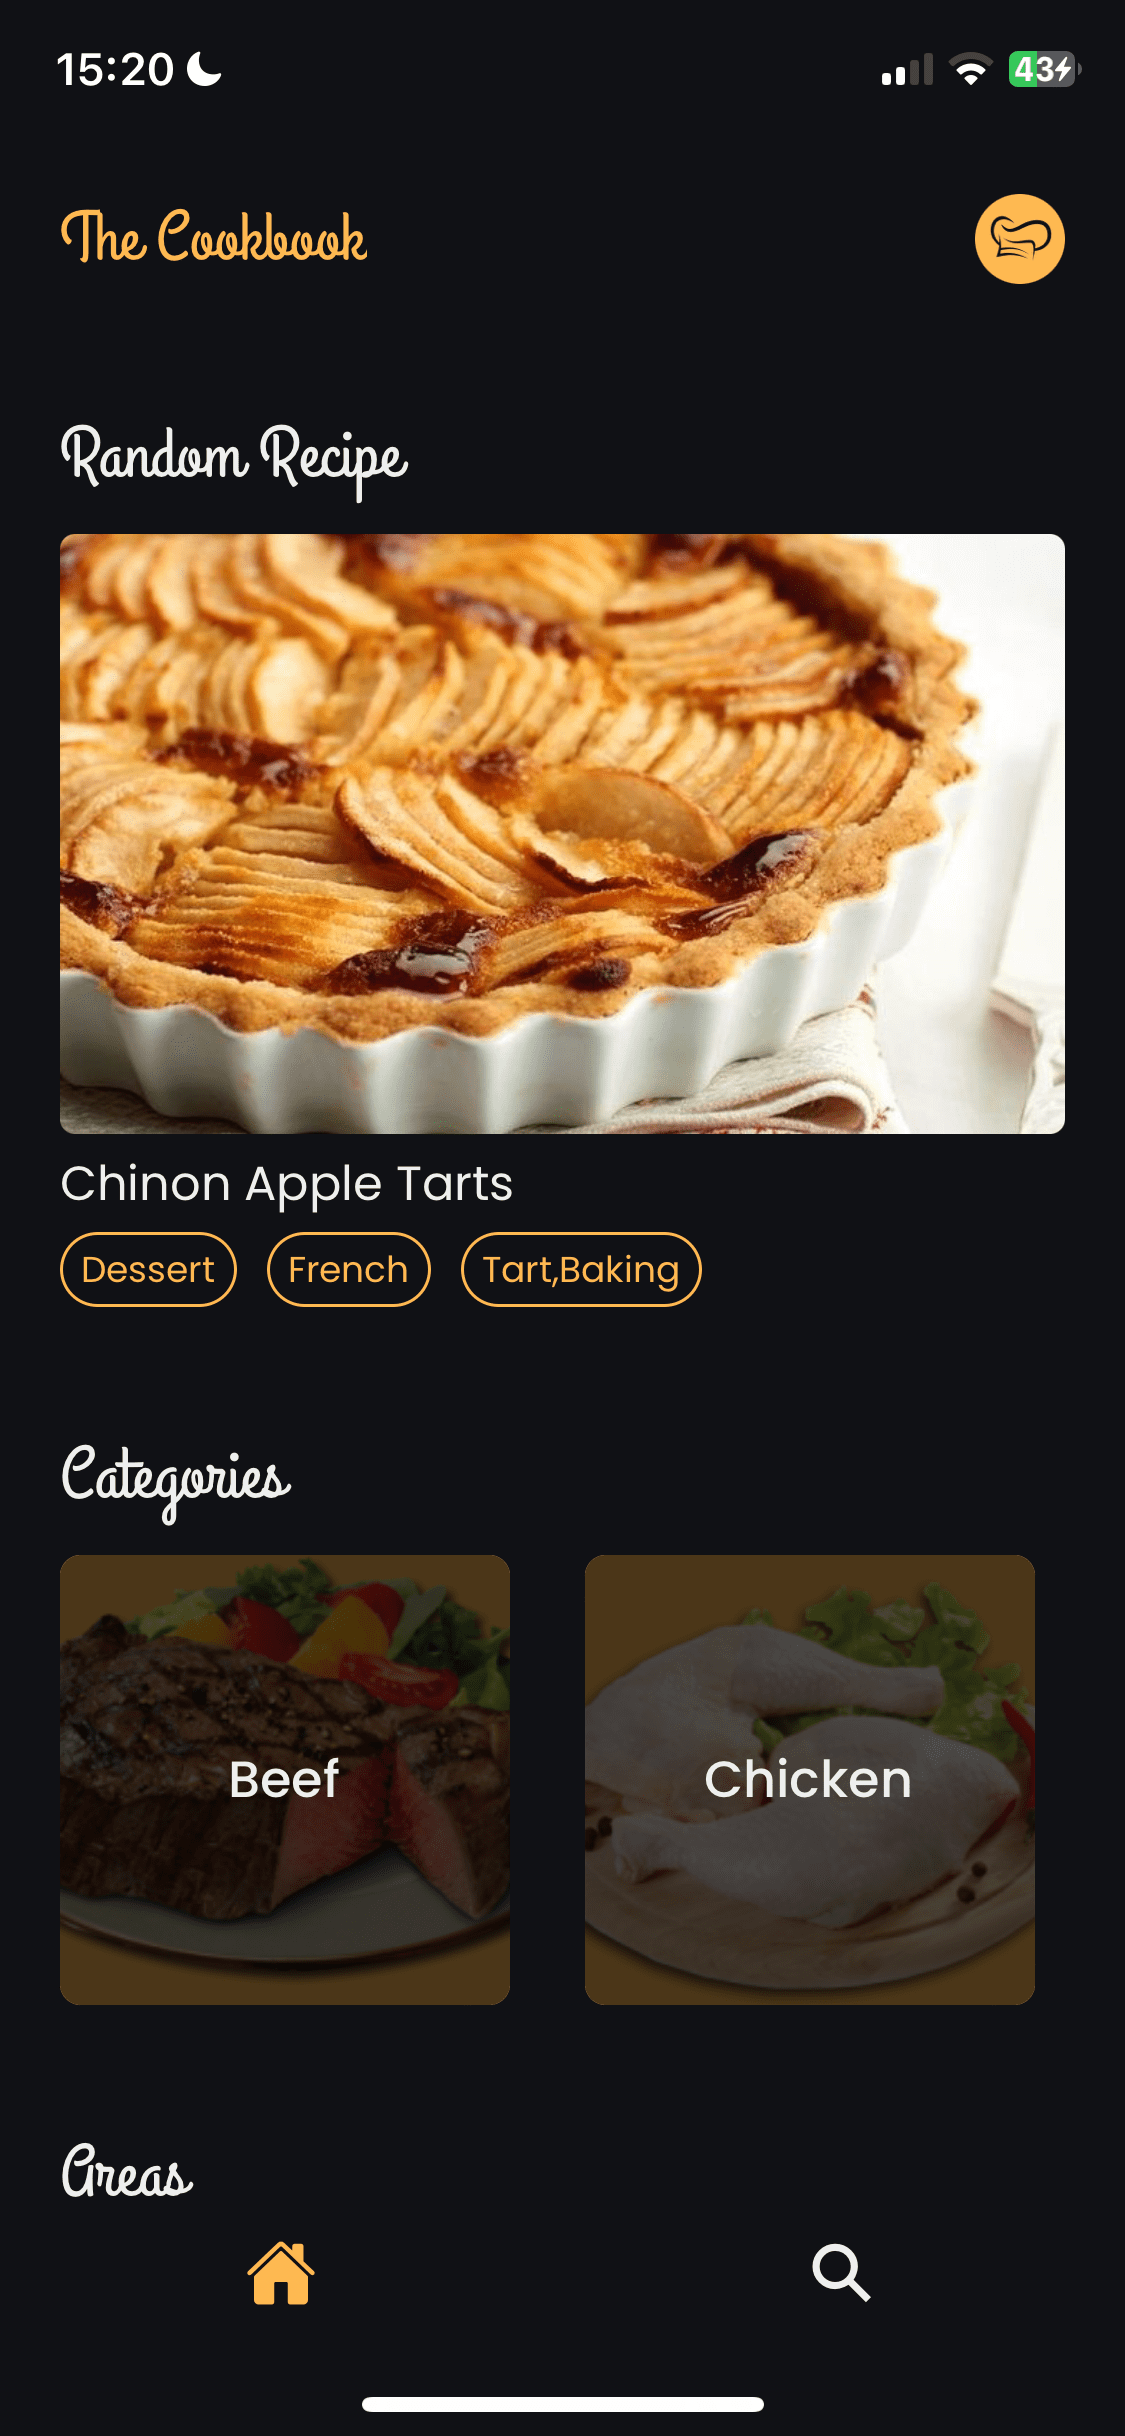 15:20
43
The Cookbook
Random Recipe
Chinon Apple Tarts
Dessert French Tart,Baking
Categories
Beef Chicken
Areas